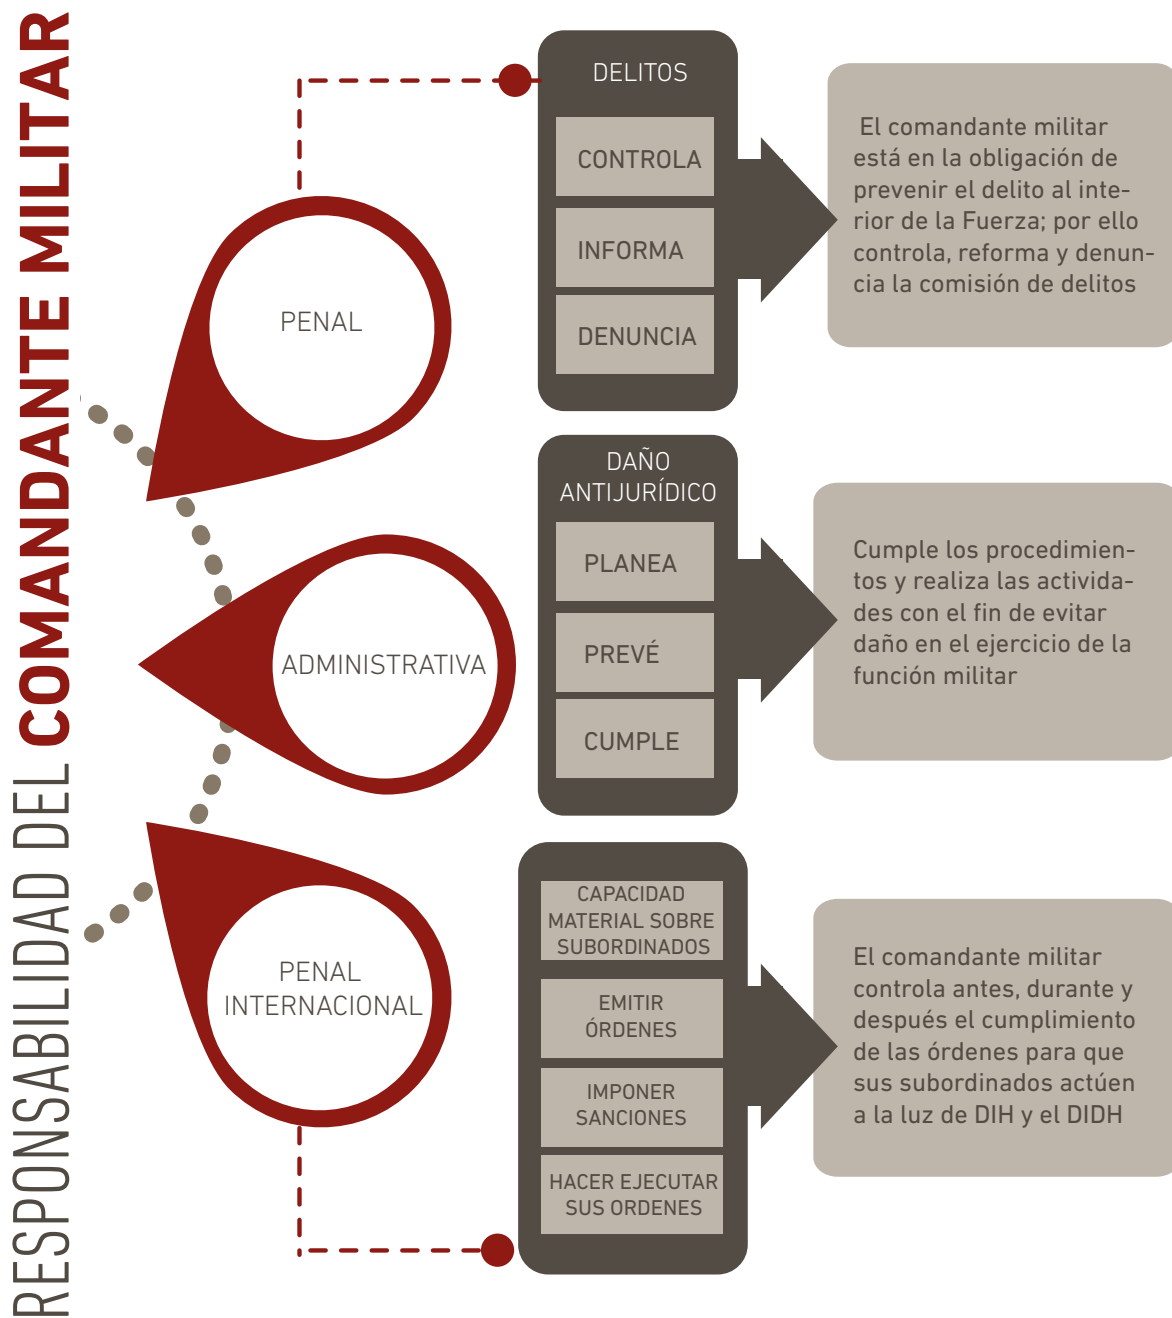 RESPONSABILIDAD DEL COMANDANTE MILITAR
PENAL
DELITOS
CONTROLA
INFORMA
DENUNCIA
El comandante militar
está en la obligación de
prevenir el delito al inte-
rior de la Fuerza; por ello
controla, reforma y denun-
cia la comisión de delitos
ADMINISTRATIVA
DAÑO
ANTIJURÍDICO
PLANEA
PREVÉ
CUMPLE
Cumple los procedimien-
tos y realiza las activida-
des con el fin de evitar
daño en el ejercicio de la
función militar
PENAL
INTERNACIONAL
CAPACIDAD
MATERIAL SOBRE
SUBORDINADOS
EMITIR
ÓRDENES
IMPONER
SANCIONES
HACER EJECUTAR
SUS ORDENES
El comandante militar
controla antes, durante y
después el cumplimiento
de las órdenes para que
sus subordinados actúen
a la luz de DIH y el DIDH